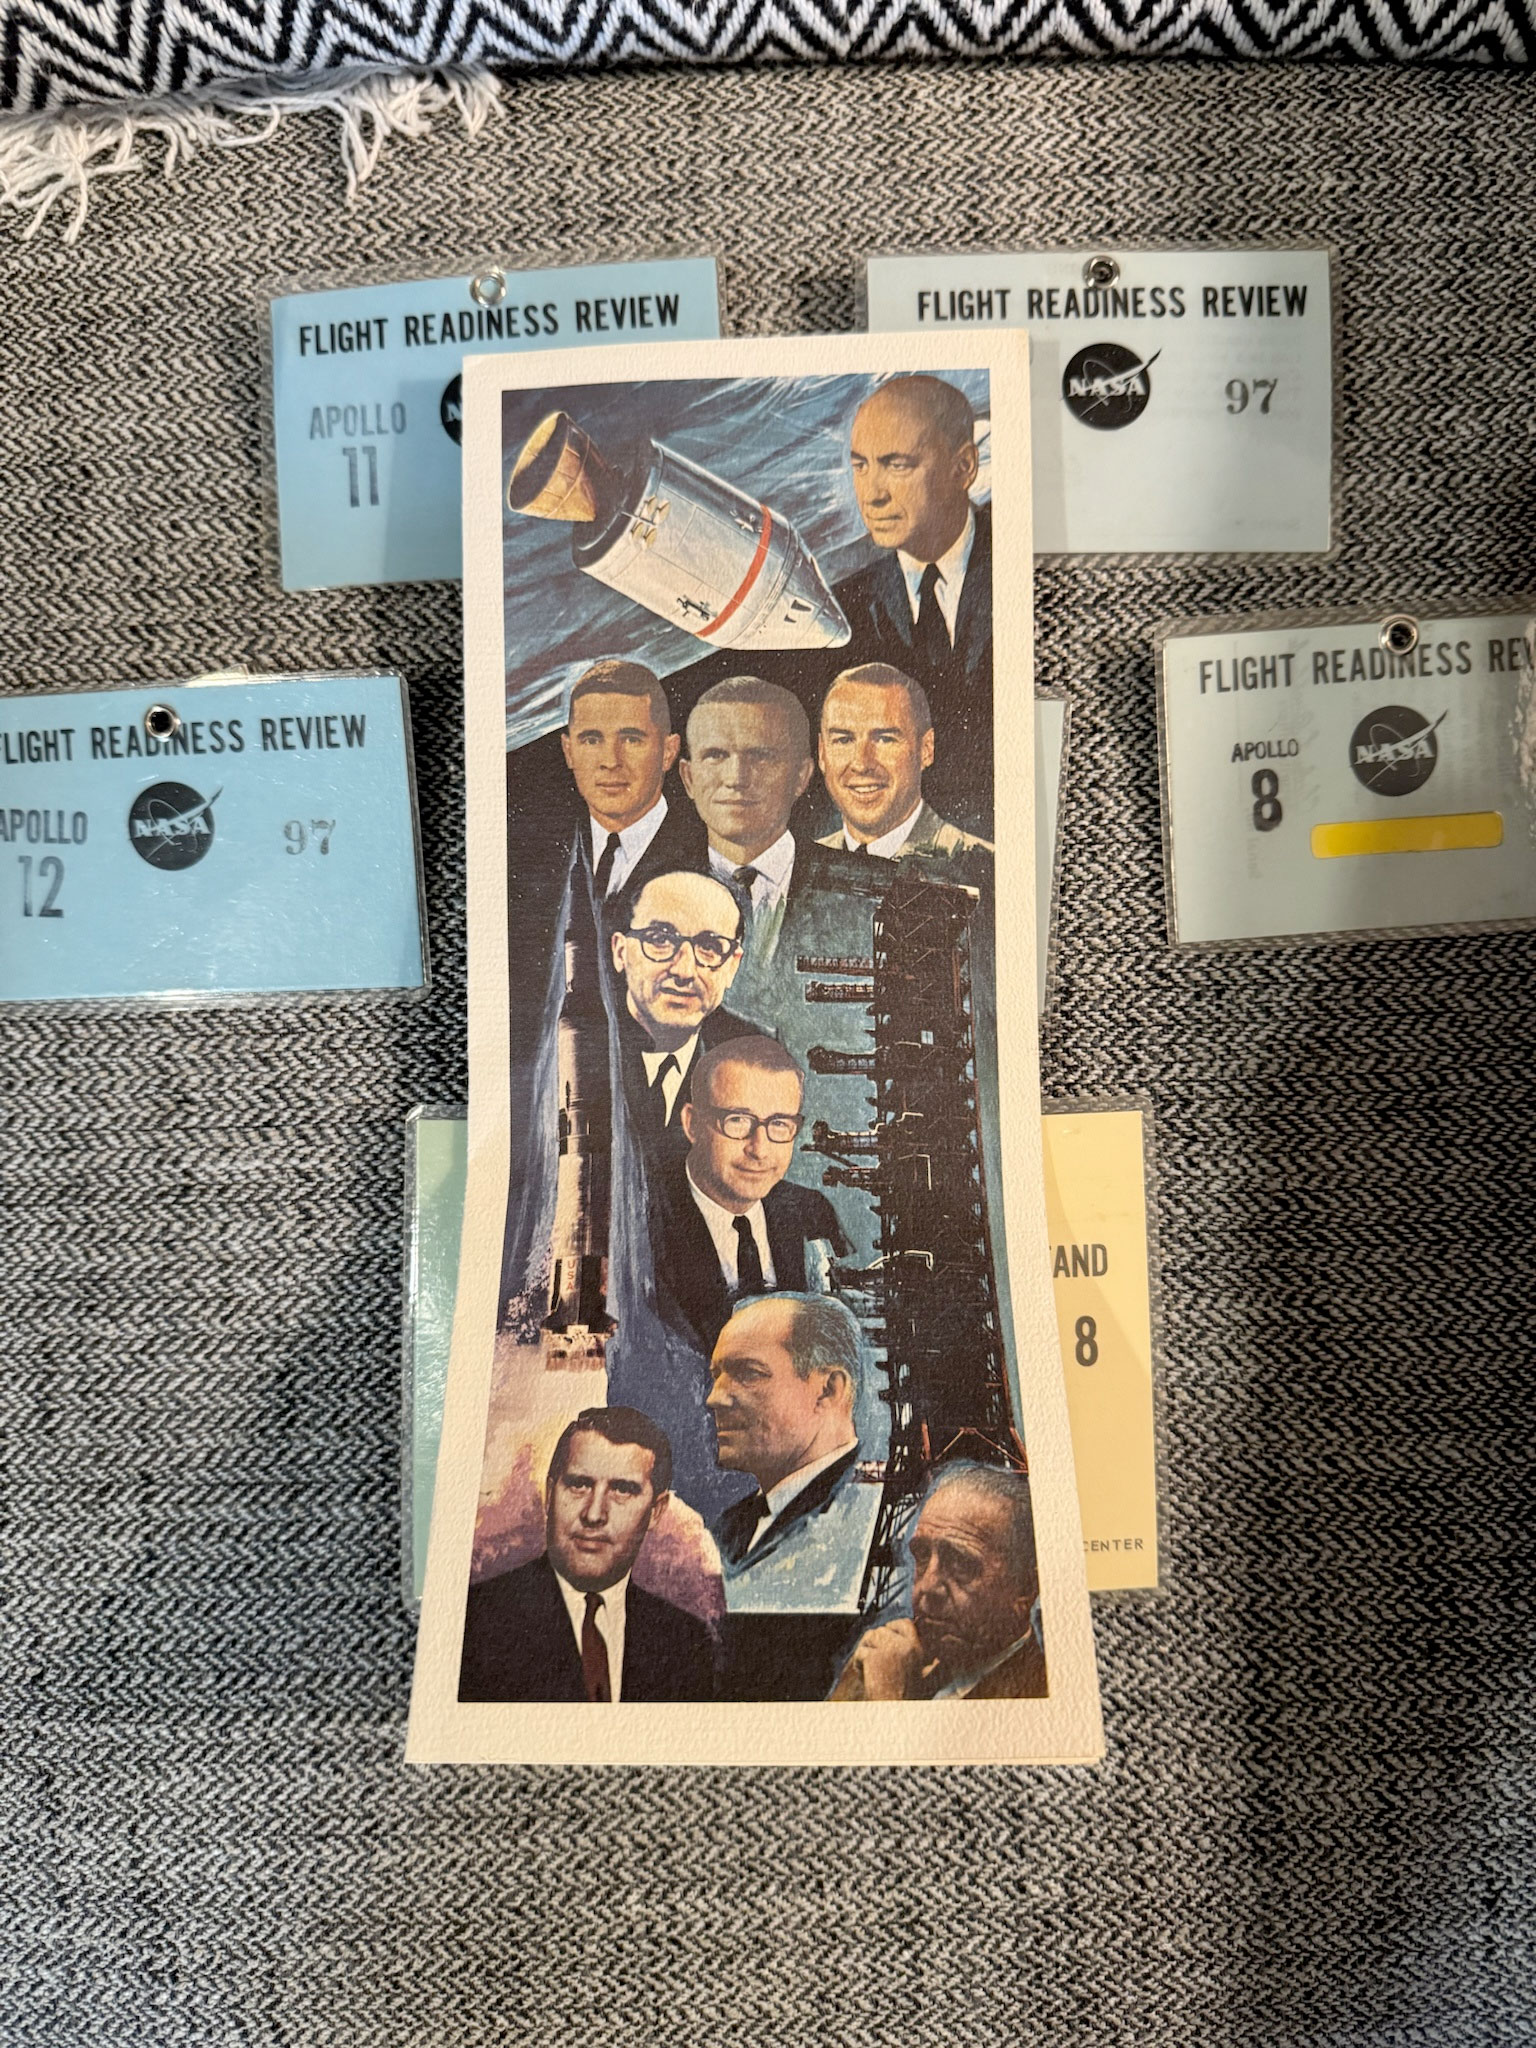 FLIGHT READINESS REVIEW
APOLLO
11
FLIGHT READINESS REVIEW
NASA
97
FLIGHT READINESS REVIEW
APOLLO
12
NASA
97
FLIGHT READINESS
APOLLO
8
NASA
USA
AND
8
CENTER